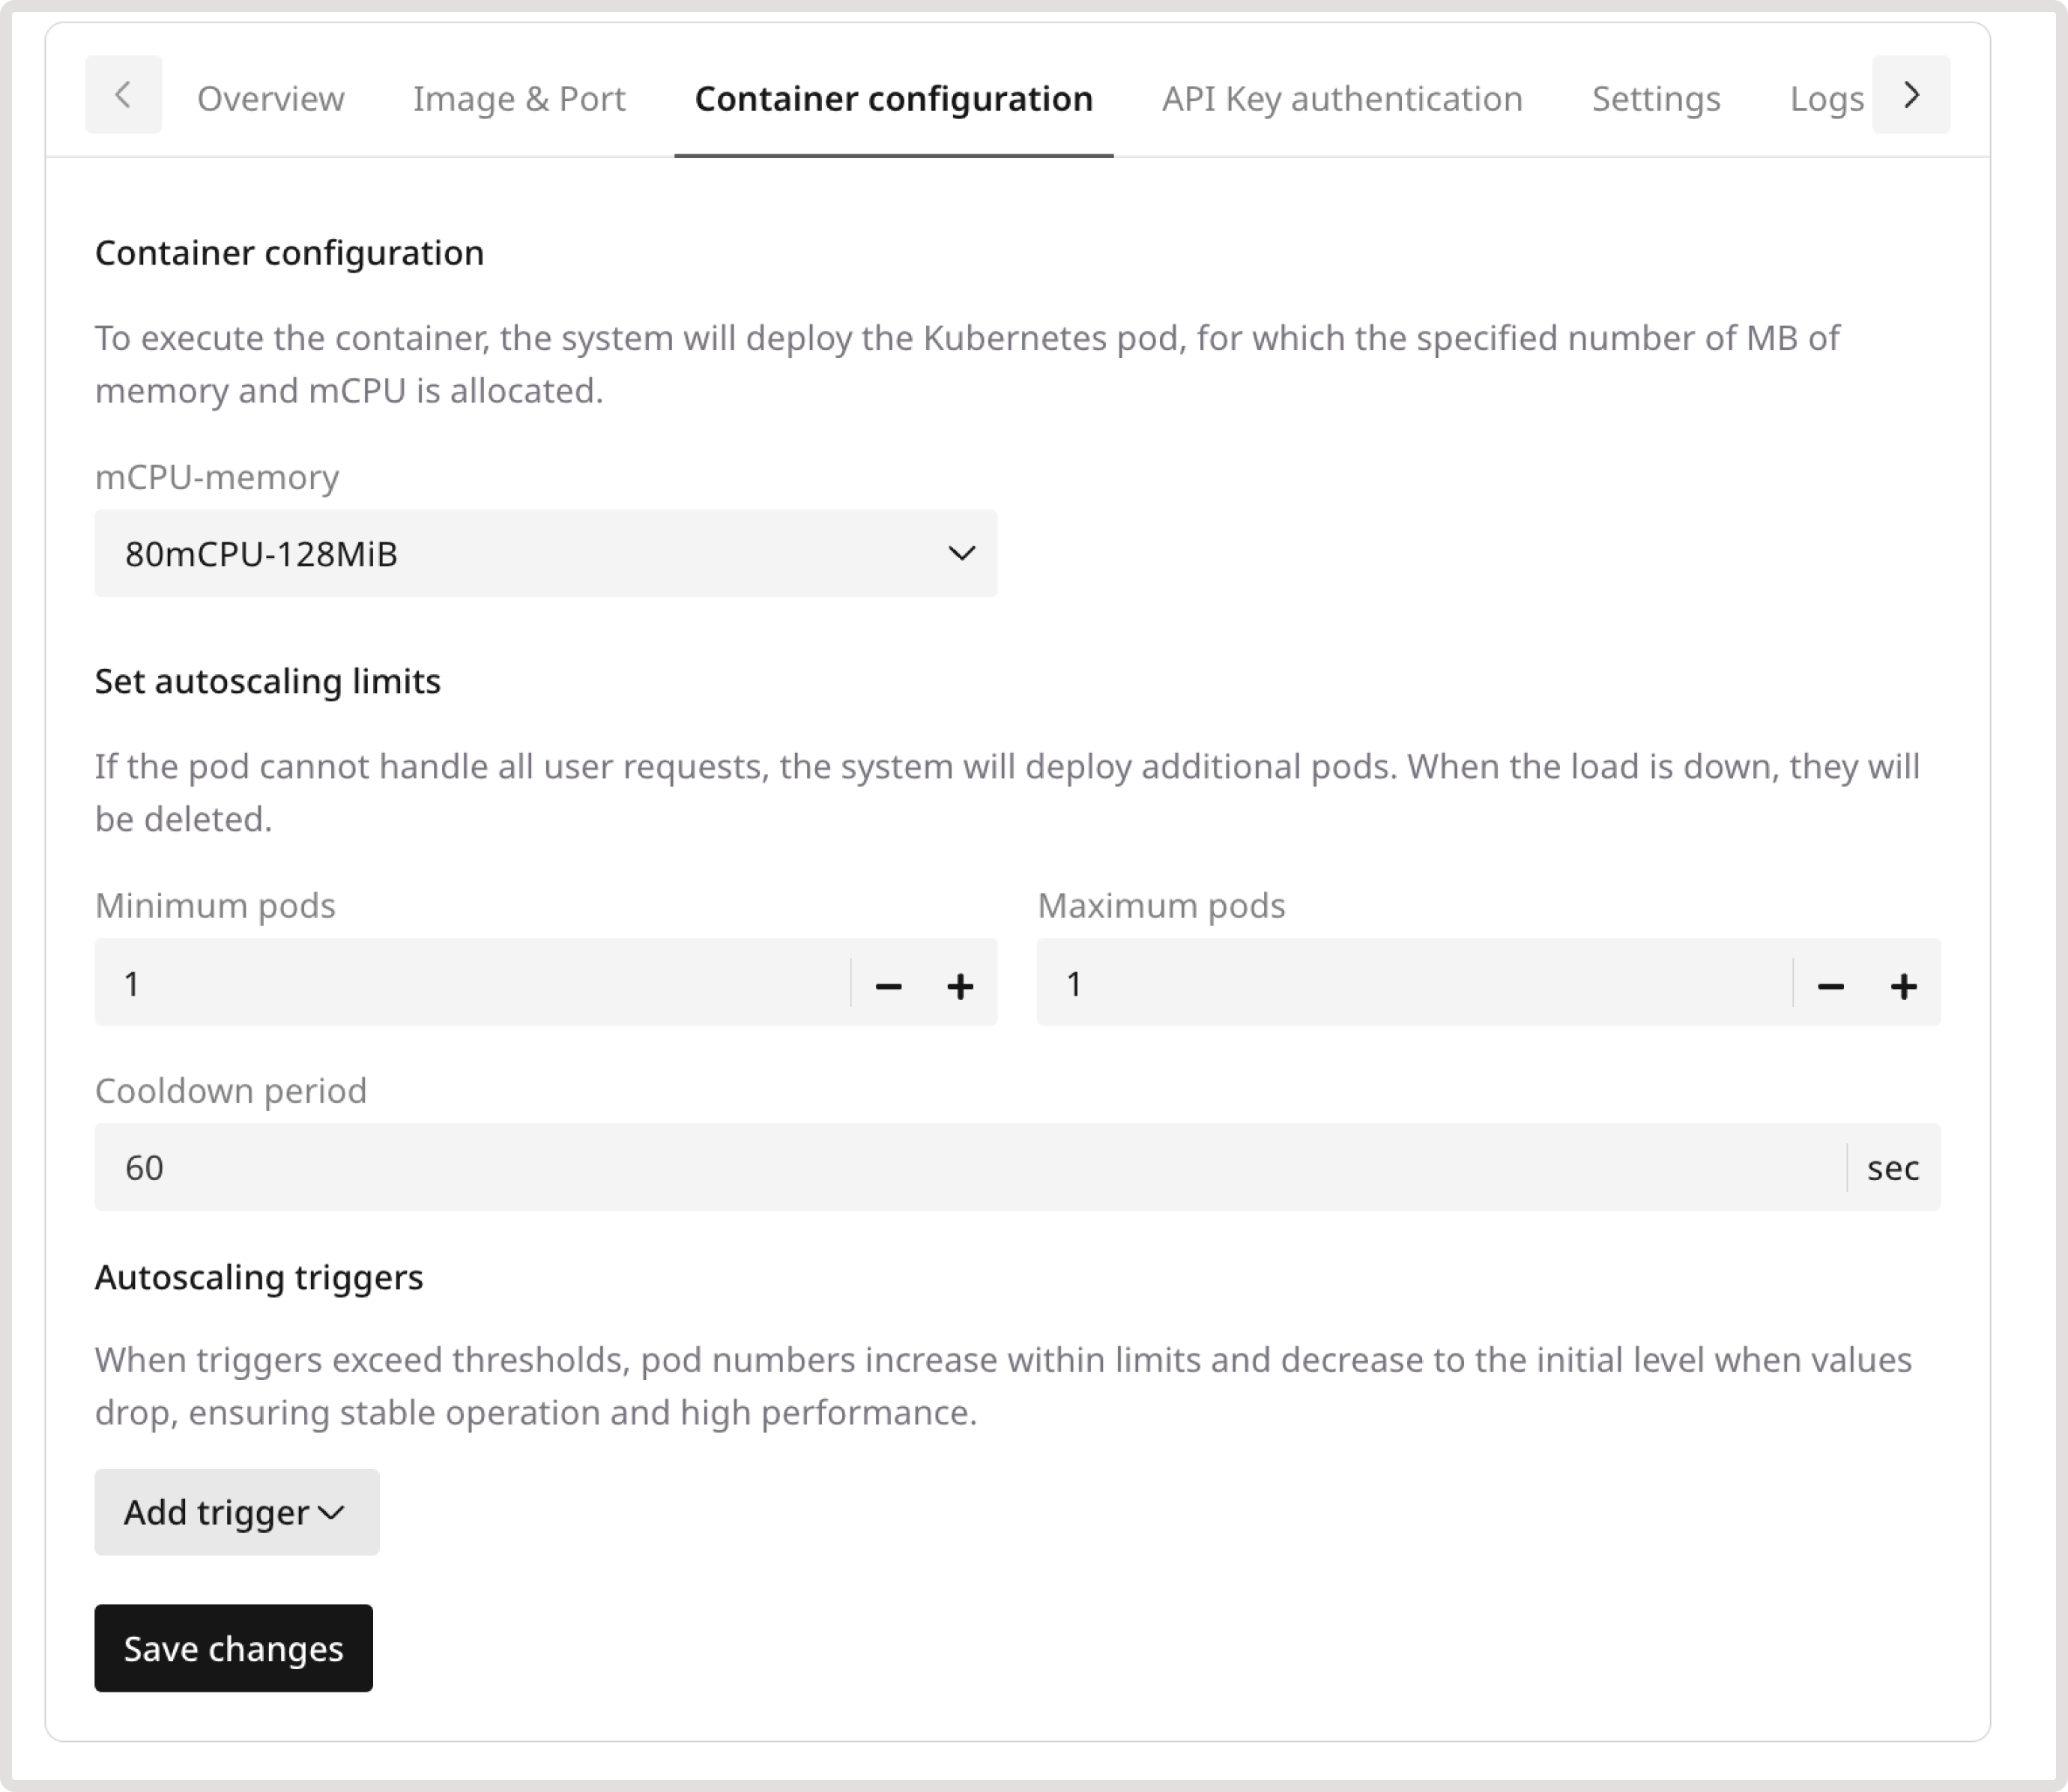 Overview
Image & Port
Container configuration
API Key authentication
Settings
Logs
Container configuration
To execute the container, the system will deploy the Kubernetes pod, for which the specified number of MB of
memory and mCPU is allocated.
mCPU-memory
80mCPU-128MiB
Set autoscaling limits
If the pod cannot handle all user requests, the system will deploy additional pods. When the load is down, they will
be deleted.
Minimum pods
1
Maximum pods
1
Cooldown period
60
sec
Autoscaling triggers
When triggers exceed thresholds, pod numbers increase within limits and decrease to the initial level when values
drop, ensuring stable operation and high performance.
Add trigger
Save changes